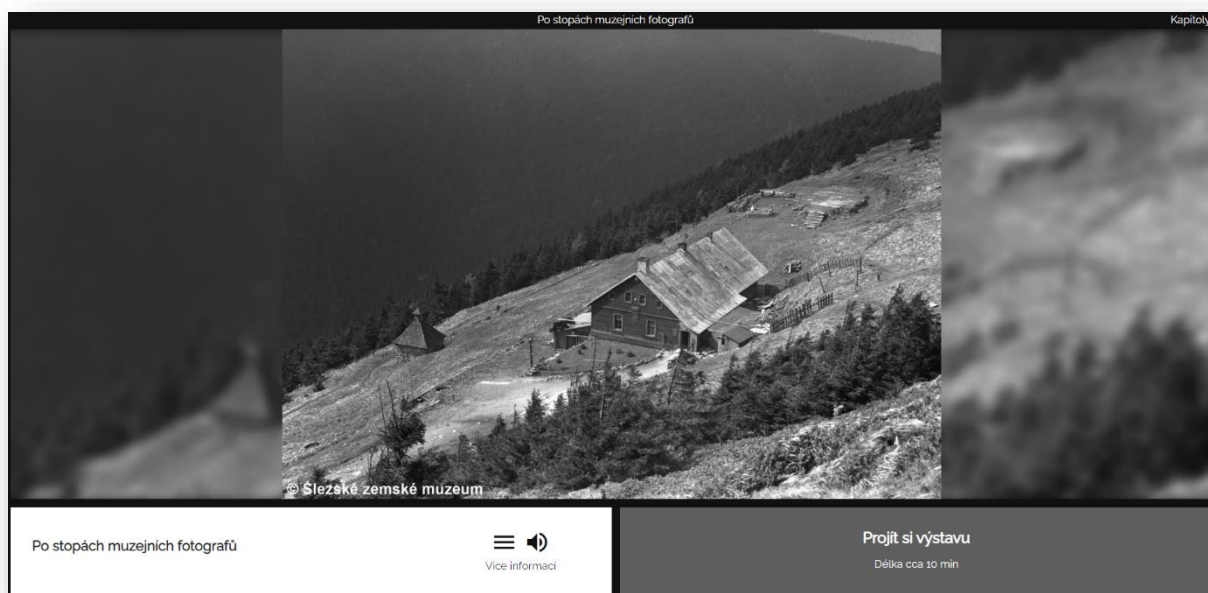 Po stopách muzejních fotografů
Kapitoly
© Slezské zemské muzeum
Po stopách muzejních fotografů
Více informací
Projít si výstavu
Délka cca 10 min